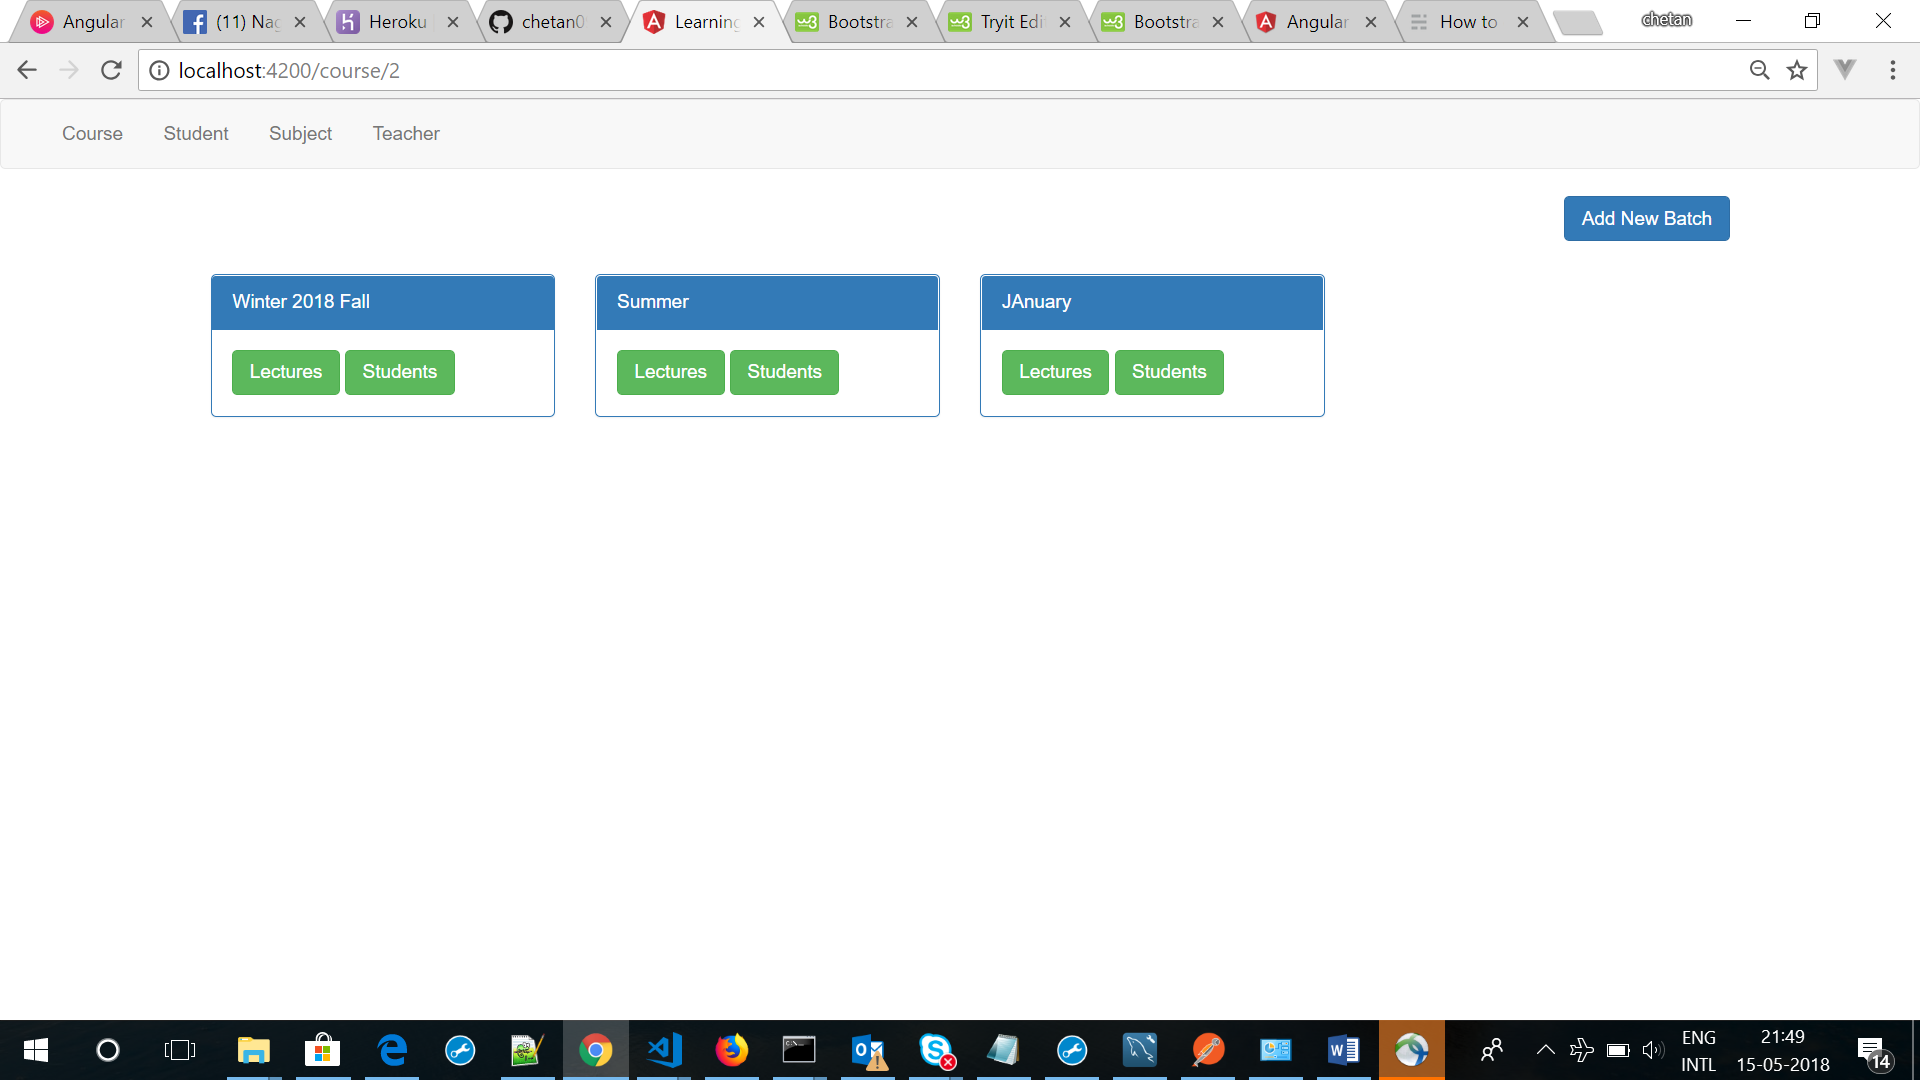 Angular
(11) Nag
Heroku
chetan0
Learning
Bootstra
Tryit Edi
Bootstra
Angular
How to
chetan
localhost:4200/course/2
Course Student Subject Teacher
Add New Batch
Winter 2018 Fall
Lectures Students
Summer
Lectures Students
JAnuary
Lectures Students
ENG
INTL
21:49
15-05-2018
14